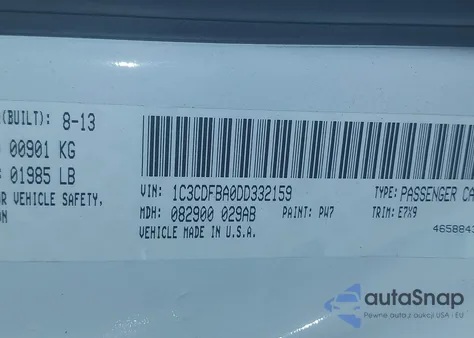 (BUILT): 8-13
00901 KG
01985 LB
VEHICLE SAFETY,
VIN: 1C3CDFBA0DD332159
TYPE: PASSENGER CA
MDH: 082900 029AB
PAINT: PW7
TRIM: E7X9
VEHICLE MADE IN U.S.A.
465884
autoSnap
Pewne auta z aukcji USA i EU